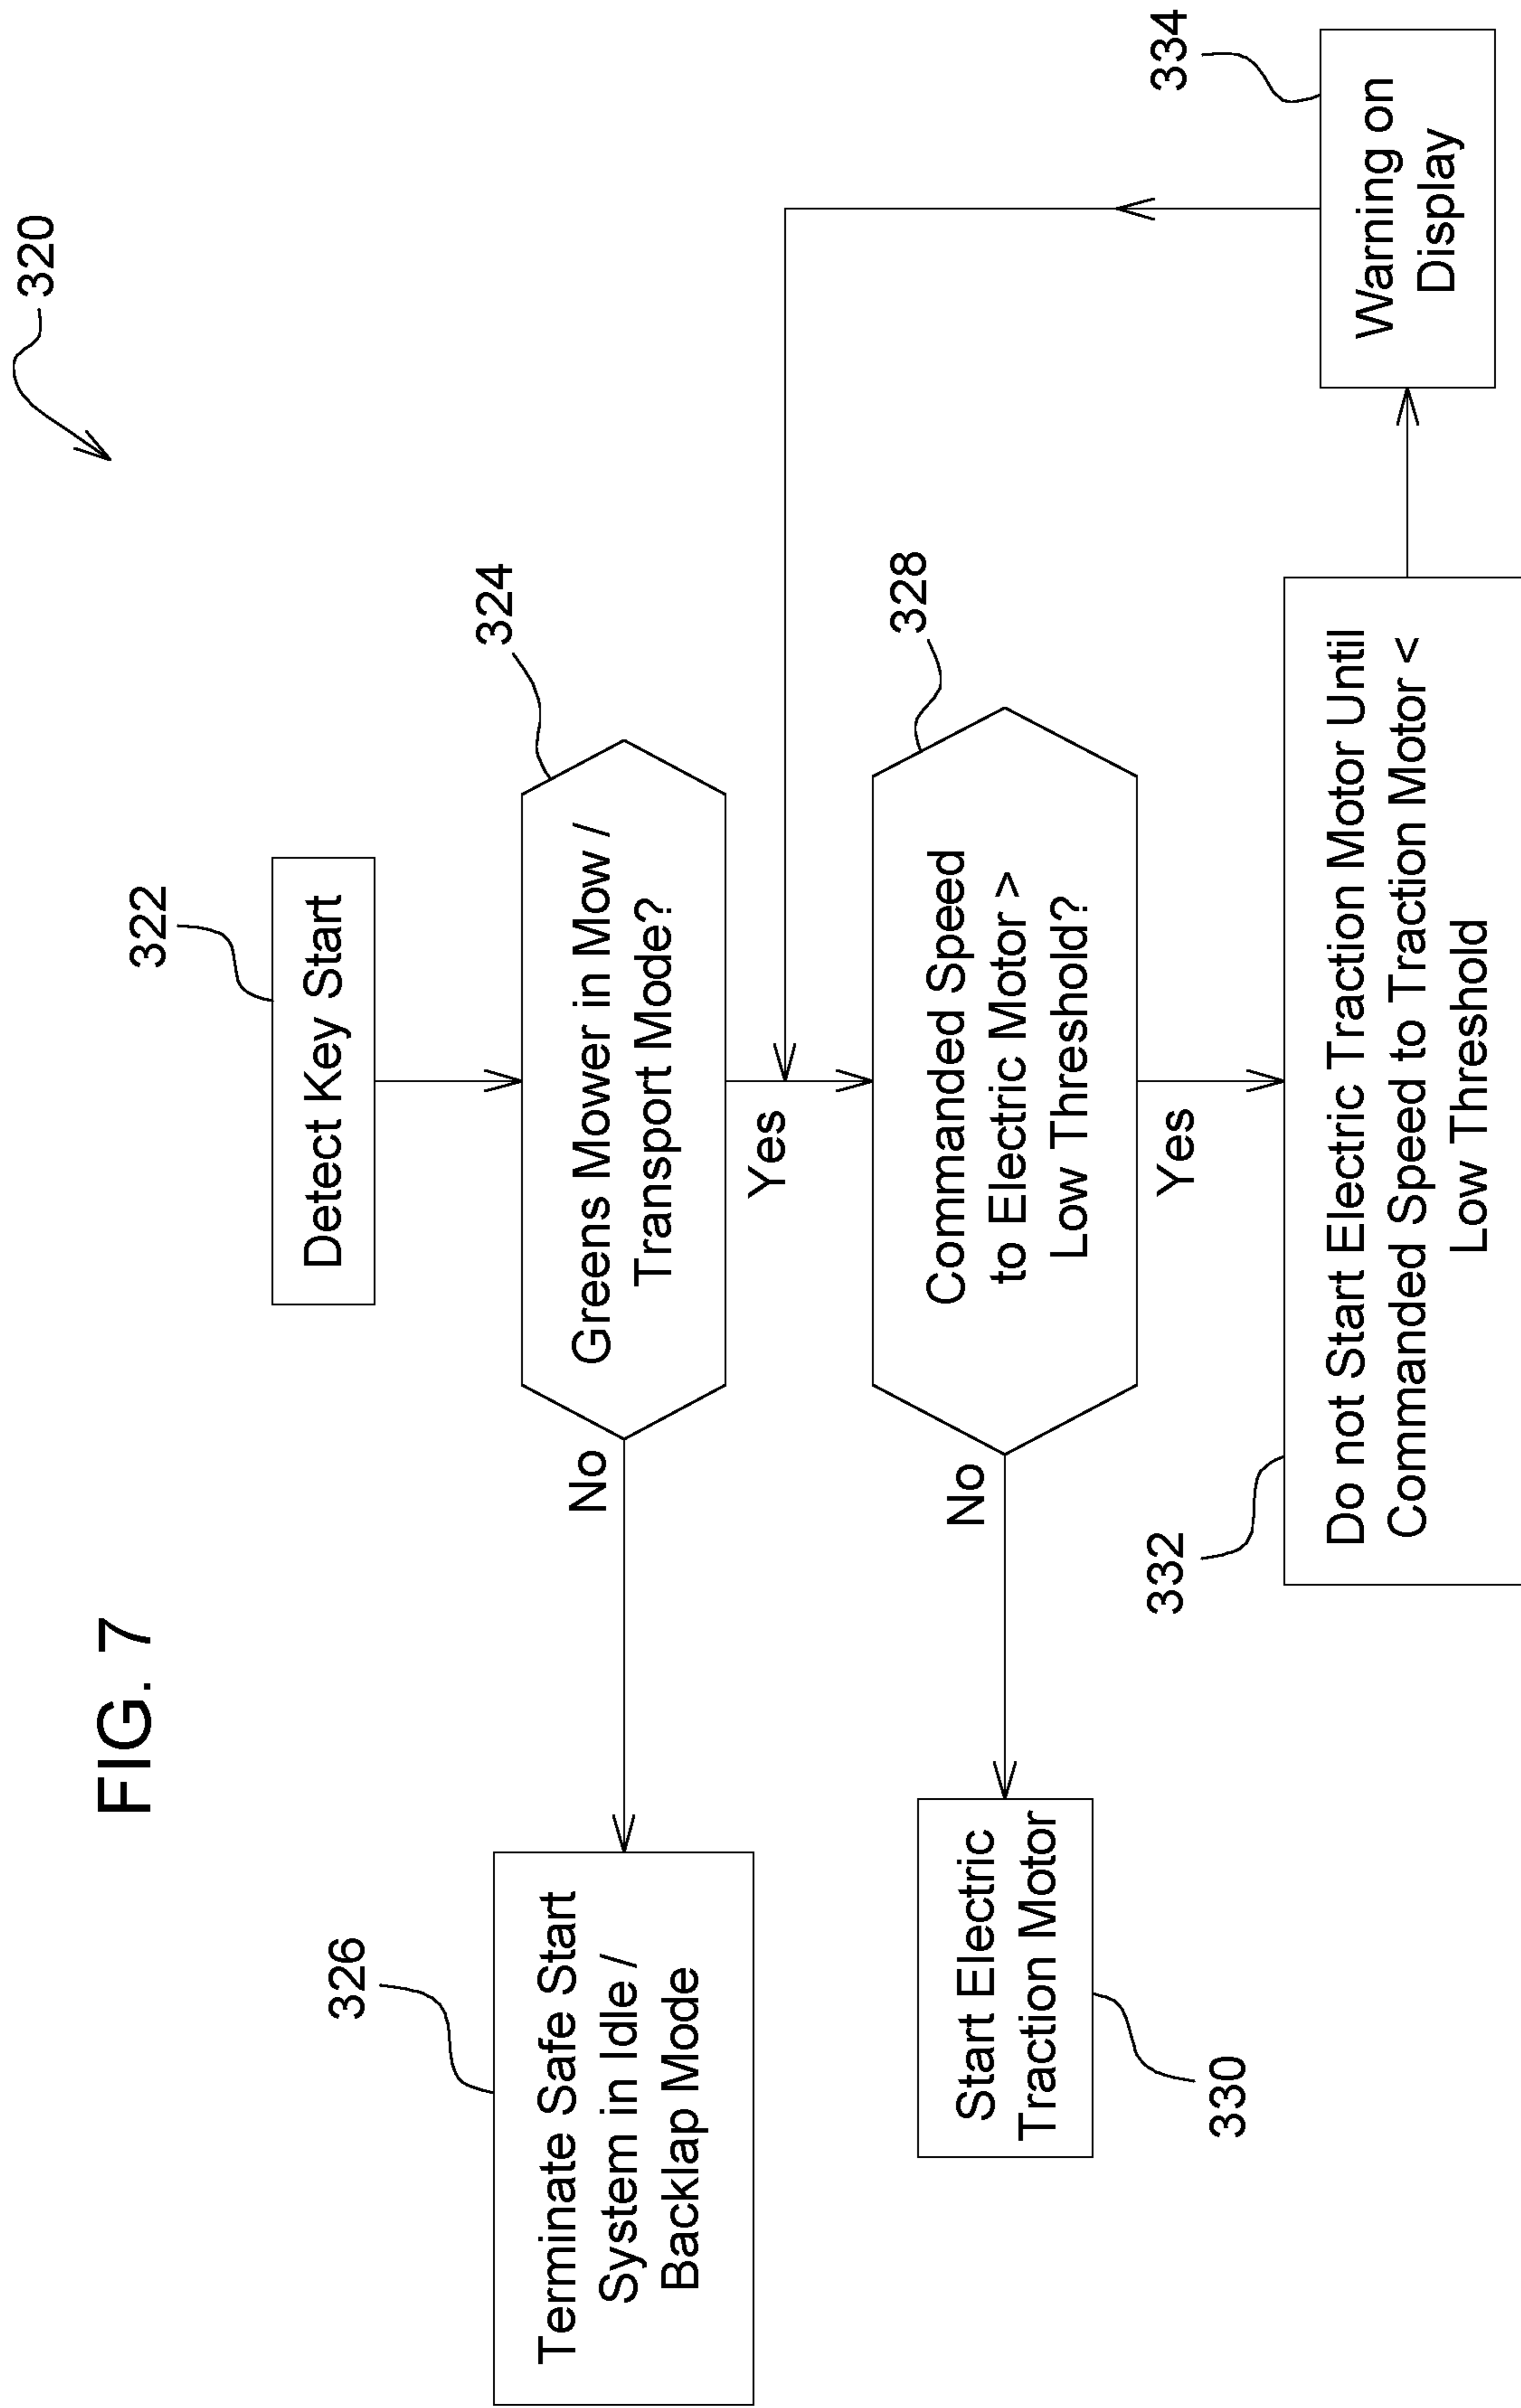 FIG. 7
320
322
Detect Key Start
324
Greens Mower in Mow /
Transport Mode?
No
Yes
326
Terminate Safe Start
System in Idle /
Backlap Mode
328
Commanded Speed
to Electric Motor >
Low Threshold?
No
Yes
Start Electric
Traction Motor
330
332
Do not Start Electric Traction Motor Until
Commanded Speed to Traction Motor <
Low Threshold
334
Warning on
Display